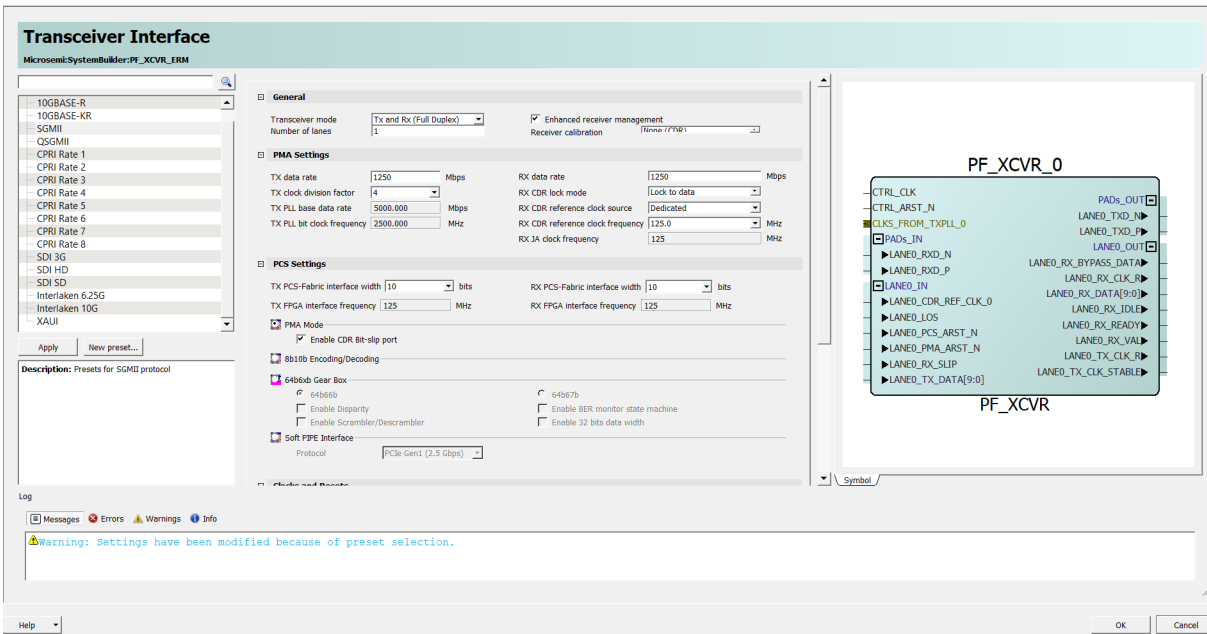 Transceiver Interface
Microsemi:SystemBuilder:PF_XCVR_ERM
10GBASE-R
10GBASE-KR
SGMII
QSGMII
CPRI Rate 1
CPRI Rate 2
CPRI Rate 3
CPRI Rate 4
CPRI Rate 5
CPRI Rate 6
CPRI Rate 7
CPRI Rate 8
SDI 3G
SDI HD
SDI SD
Interlaken 6.25G
Interlaken 10G
XAUI
Apply New preset...
Description: Presets for SGMII protocol
General
Transceiver mode Tx and Rx (Full Duplex) Enhanced receiver management
Number of lanes 1 Receiver calibration None (CDR)
PMA Settings
TX data rate 1250 Mbps RX data rate 1250 Mbps
TX clock division factor 4 RX CDR lock mode Lock to data
TX PLL base data rate 5000.000 Mbps RX CDR reference clock source Dedicated
TX PLL bit clock frequency 2500.000 MHz RX CDR reference clock frequency 125.0 MHz
RX JA clock frequency 125 MHz
PCS Settings
TX PCS-Fabric interface width 10 bits RX PCS-Fabric interface width 10 bits
TX FPGA interface frequency 125 MHz RX FPGA interface frequency 125 MHz
PMA Mode
Enable CDR Bit-slip port
8b10b Encoding/Decoding
64b6xb Gear Box
64b66b 64b67b
Enable Disparity Enable BER monitor state machine
Enable Scrambler/Descrambler Enable 32 bits data width
Soft PIPE Interface
Protocol PCIe Gen1 (2.5 Gbps)
Clocks and Resets
PF_XCVR_0
CTRL_CLK
CTRL_ARST_N
CLKS_FROM_TXPLL_0
PADs_IN
LANE0_RXD_N
LANE0_RXD_P
LANE0_IN
LANE0_CDR_REF_CLK_0
LANE0_LOS
LANE0_PCS_ARST_N
LANE0_PMA_ARST_N
LANE0_RX_SLIP
LANE0_TX_DATA[9:0]
PADs_OUT
LANE0_TXD_N
LANE0_TXD_P
LANE0_OUT
LANE0_RX_BYPASS_DATA
LANE0_RX_CLK_R
LANE0_RX_DATA[9:0]
LANE0_RX_IDLE
LANE0_RX_READY
LANE0_RX_VAL
LANE0_TX_CLK_R
LANE0_TX_CLK_STABLE
PF_XCVR
Symbol
Log
Messages Errors Warnings Info
Warning: Settings have been modified because of preset selection.
Help OK Cancel